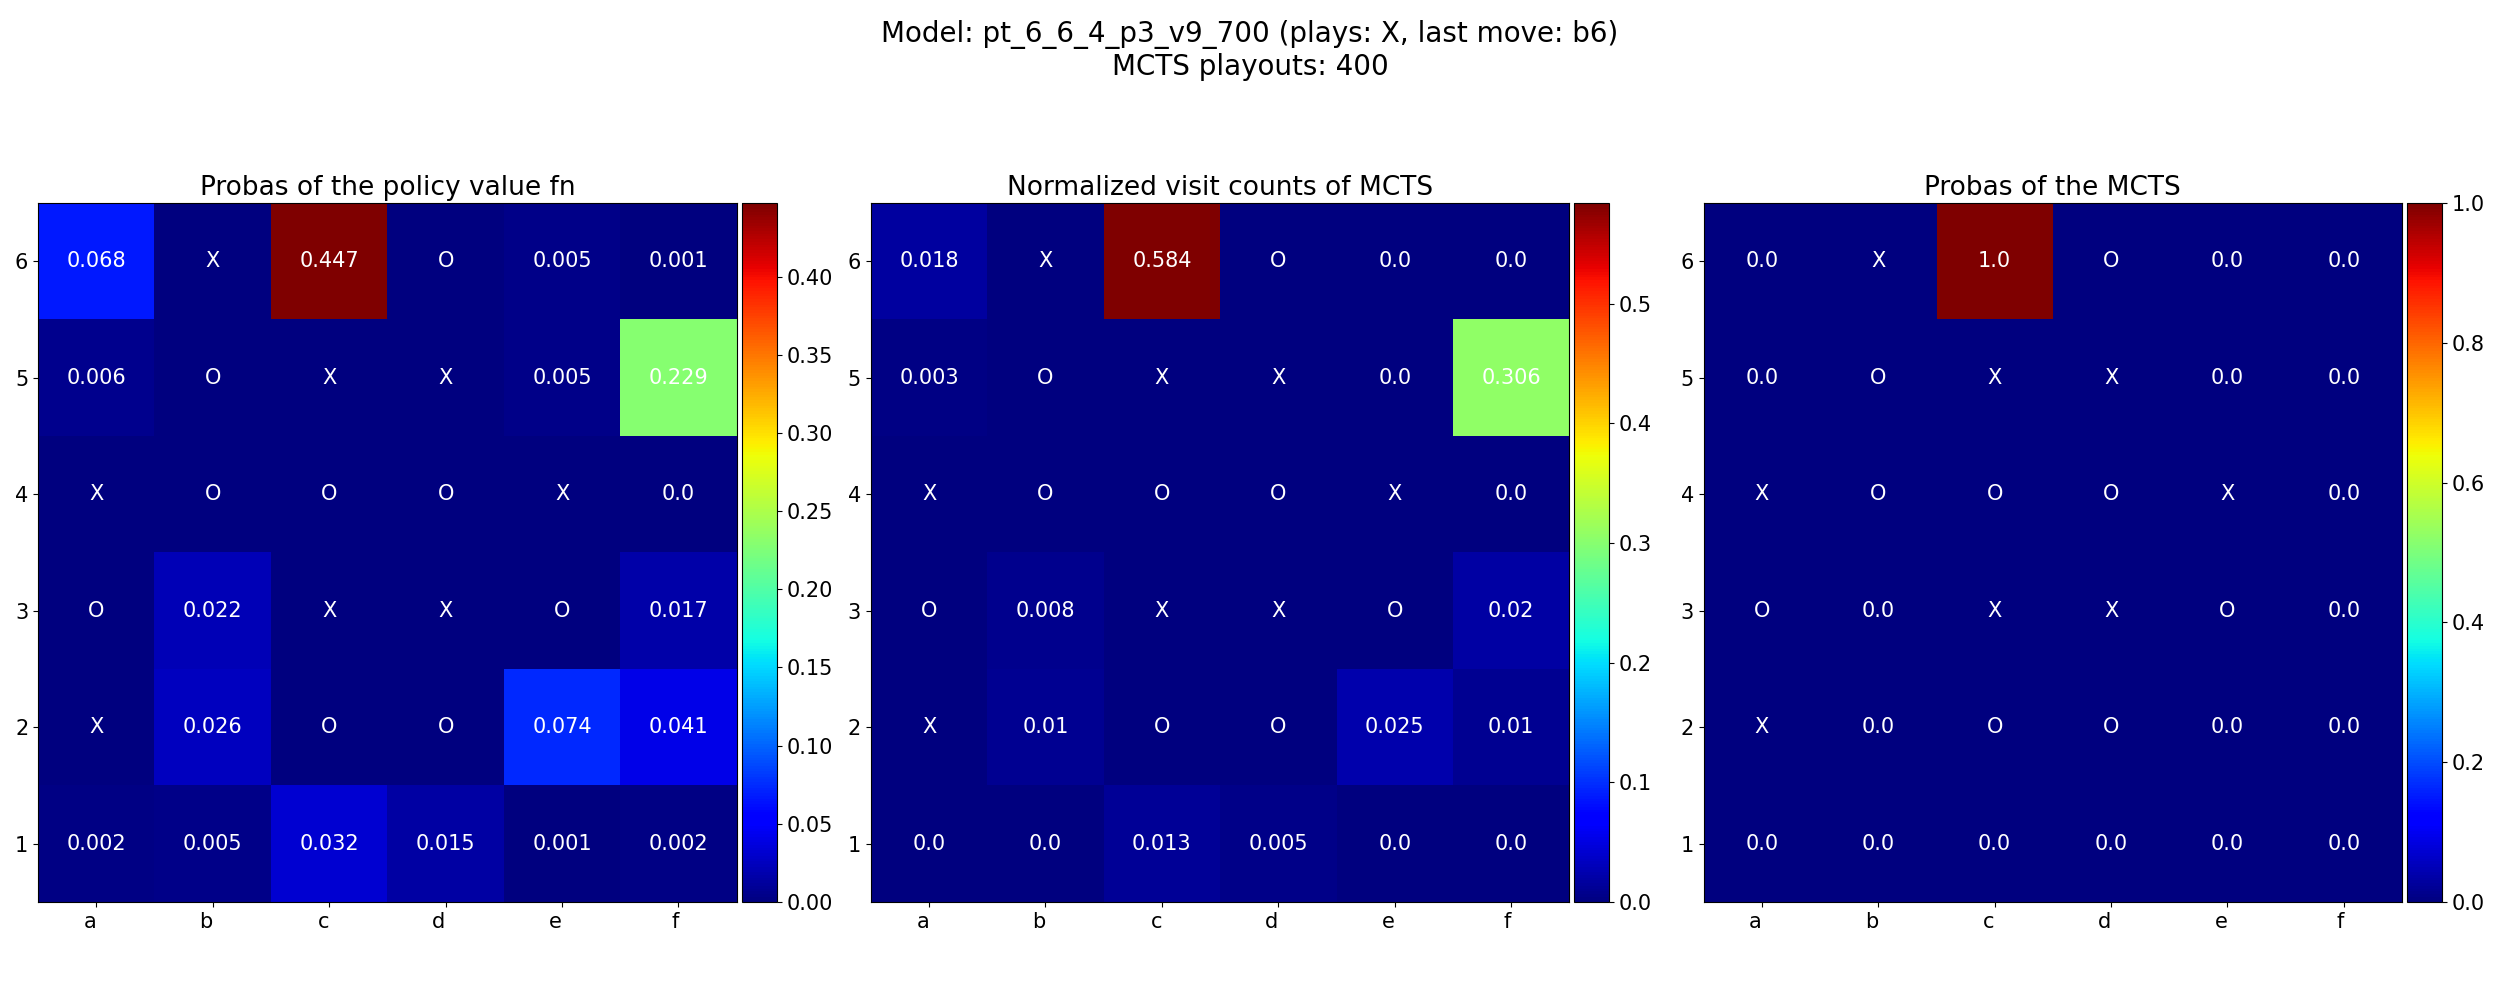 Model: pt_6_6_4_p3_v9_700 (plays: X, last move: b6)
MCTS playouts: 400
Probas of the policy value fn
6 0.068 X 0.447 O 0.005 0.001
5 0.006 O X X 0.005 0.229
4 X O O O X 0.0
3 O 0.022 X X O 0.017
2 X 0.026 O O 0.074 0.041
1 0.002 0.005 0.032 0.015 0.001 0.002
a b c d e f
0.40
0.35
0.30
0.25
0.20
0.15
0.10
0.05
0.00
Normalized visit counts of MCTS
6 0.018 X 0.584 O 0.0 0.0
5 0.003 O X X 0.0 0.306
4 X O O O X 0.0
3 O 0.008 X X O 0.02
2 X 0.01 O O 0.025 0.01
1 0.0 0.0 0.013 0.005 0.0 0.0
a b c d e f
0.5
0.4
0.3
0.2
0.1
0.0
Probas of the MCTS
6 0.0 X 1.0 O 0.0 0.0
5 0.0 O X X 0.0 0.0
4 X O O O X 0.0
3 O 0.0 X X O 0.0
2 X 0.0 O O 0.0 0.0
1 0.0 0.0 0.0 0.0 0.0 0.0
a b c d e f
1.0
0.8
0.6
0.4
0.2
0.0